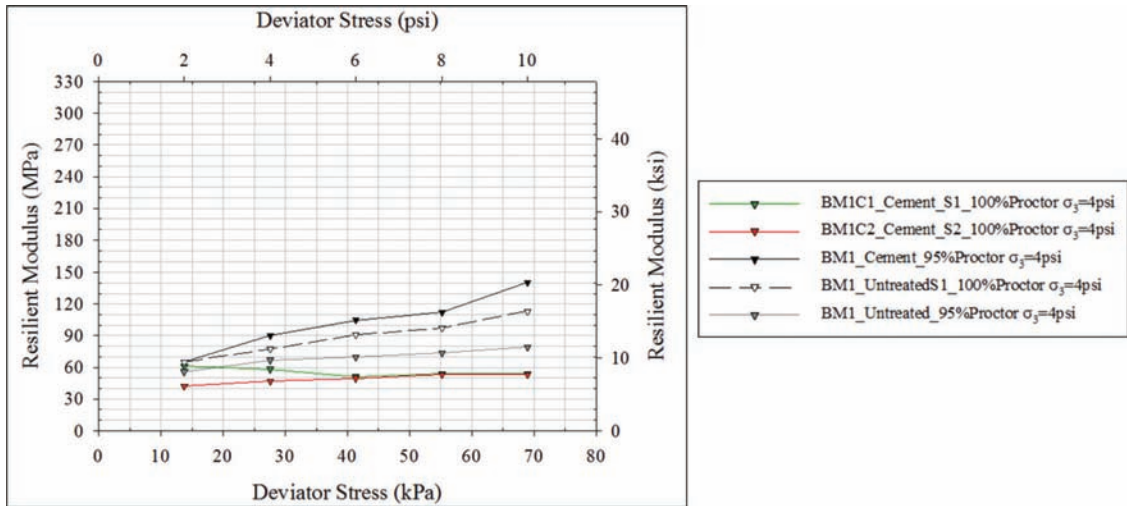 Deviator Stress (psi)
0 2 4 6 8 10
330
300
270
240
210
180
150
120
90
60
30
0
Resilient Modulus (MPa)
40
30
20
10
0
Resilient Modulus (ksi)
0 10 20 30 40 50 60 70 80
Deviator Stress (kPa)
BM1C1_Cement_S1_100%Proctor σ₃=4psi
BM1C2_Cement_S2_100%Proctor σ₃=4psi
BM1_Cement_95%Proctor σ₃=4psi
BM1_UntreatedS1_100%Proctor σ₃=4psi
BM1_Untreated_95%Proctor σ₃=4psi